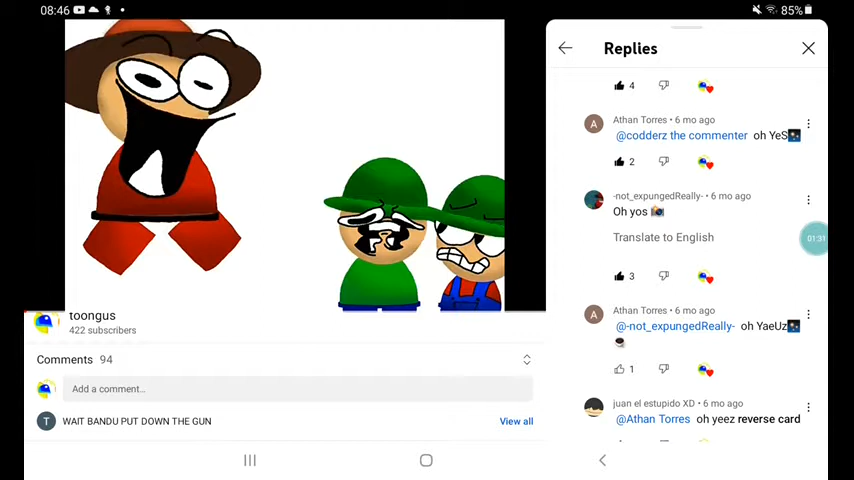 08:46
85%
Replies
4
Athan Torres • 6 mo ago
@codderz the commenter oh YeS
2
-not_expungedReally- • 6 mo ago
Oh yos
Translate to English
01:31
3
Athan Torres • 6 mo ago
@-not_expungedReally- oh YaeUz
1
juan el estupido XD • 6 mo ago
@Athan Torres oh yeez reverse card
toongus
422 subscribers
Comments 94
Add a comment...
T
WAIT BANDU PUT DOWN THE GUN
View all